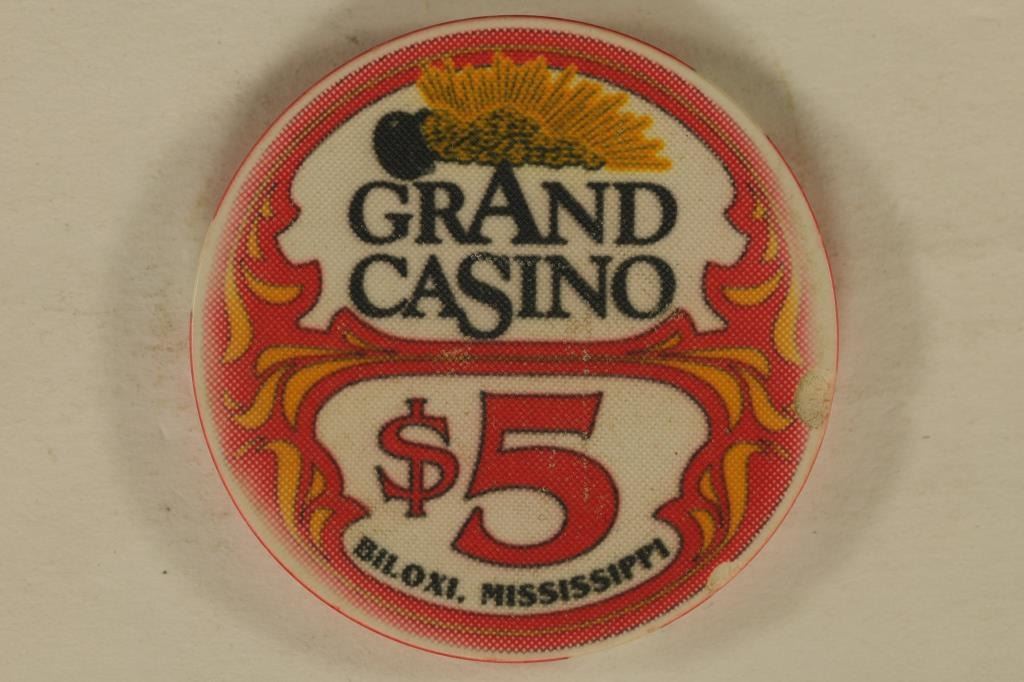 GRAND
CASINO
$5
BILOXI, MISSISSIPPI